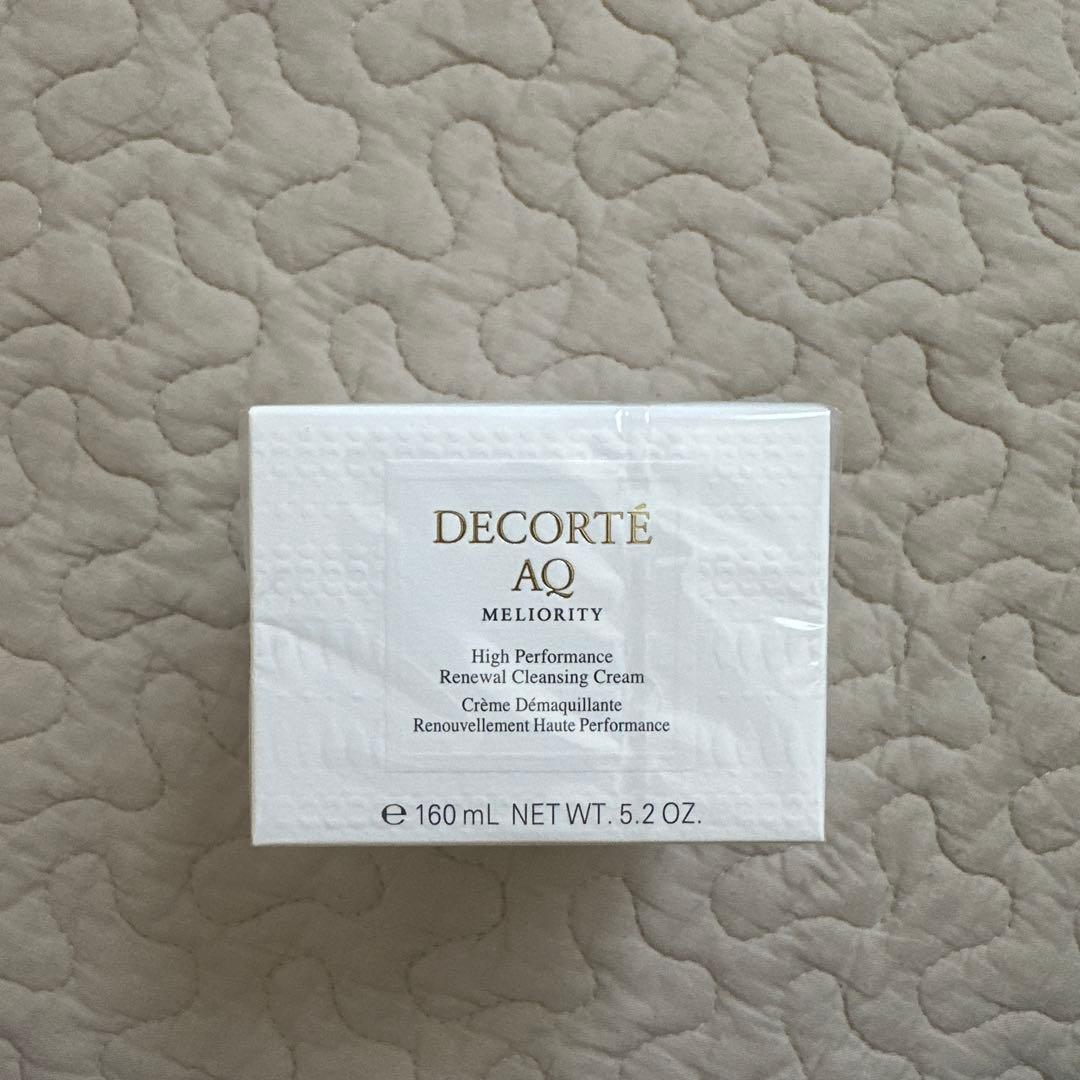 DECORTÉ
AQ
MELIORITY
High Performance
Renewal Cleansing Cream
Crème Démaquillante
Renouvellement Haute Performance
℮ 160 mL NET WT. 5.2 OZ.